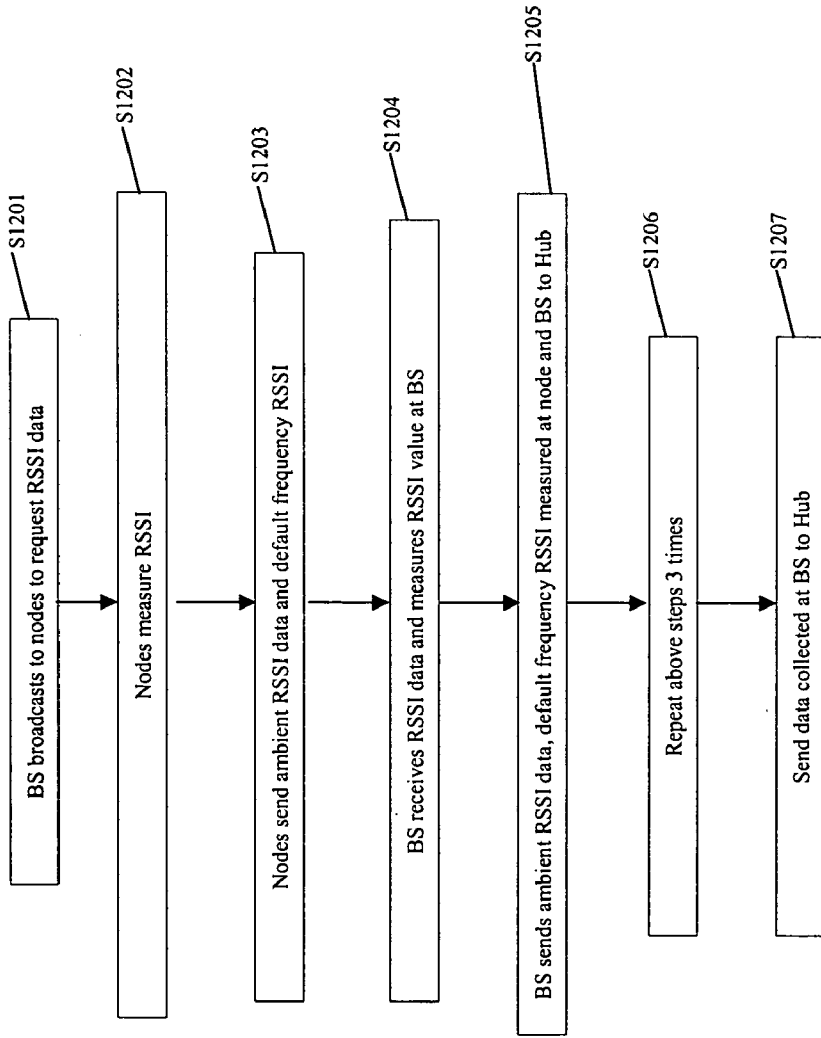 BS broadcasts to nodes to request RSSI data
S1201
Nodes measure RSSI
S1202
Nodes send ambient RSSI data and default frequency RSSI
S1203
BS receives RSSI data and measures RSSI value at BS
S1204
BS sends ambient RSSI data, default frequency RSSI measured at node and BS to Hub
S1205
Repeat above steps 3 times
S1206
Send data collected at BS to Hub
S1207